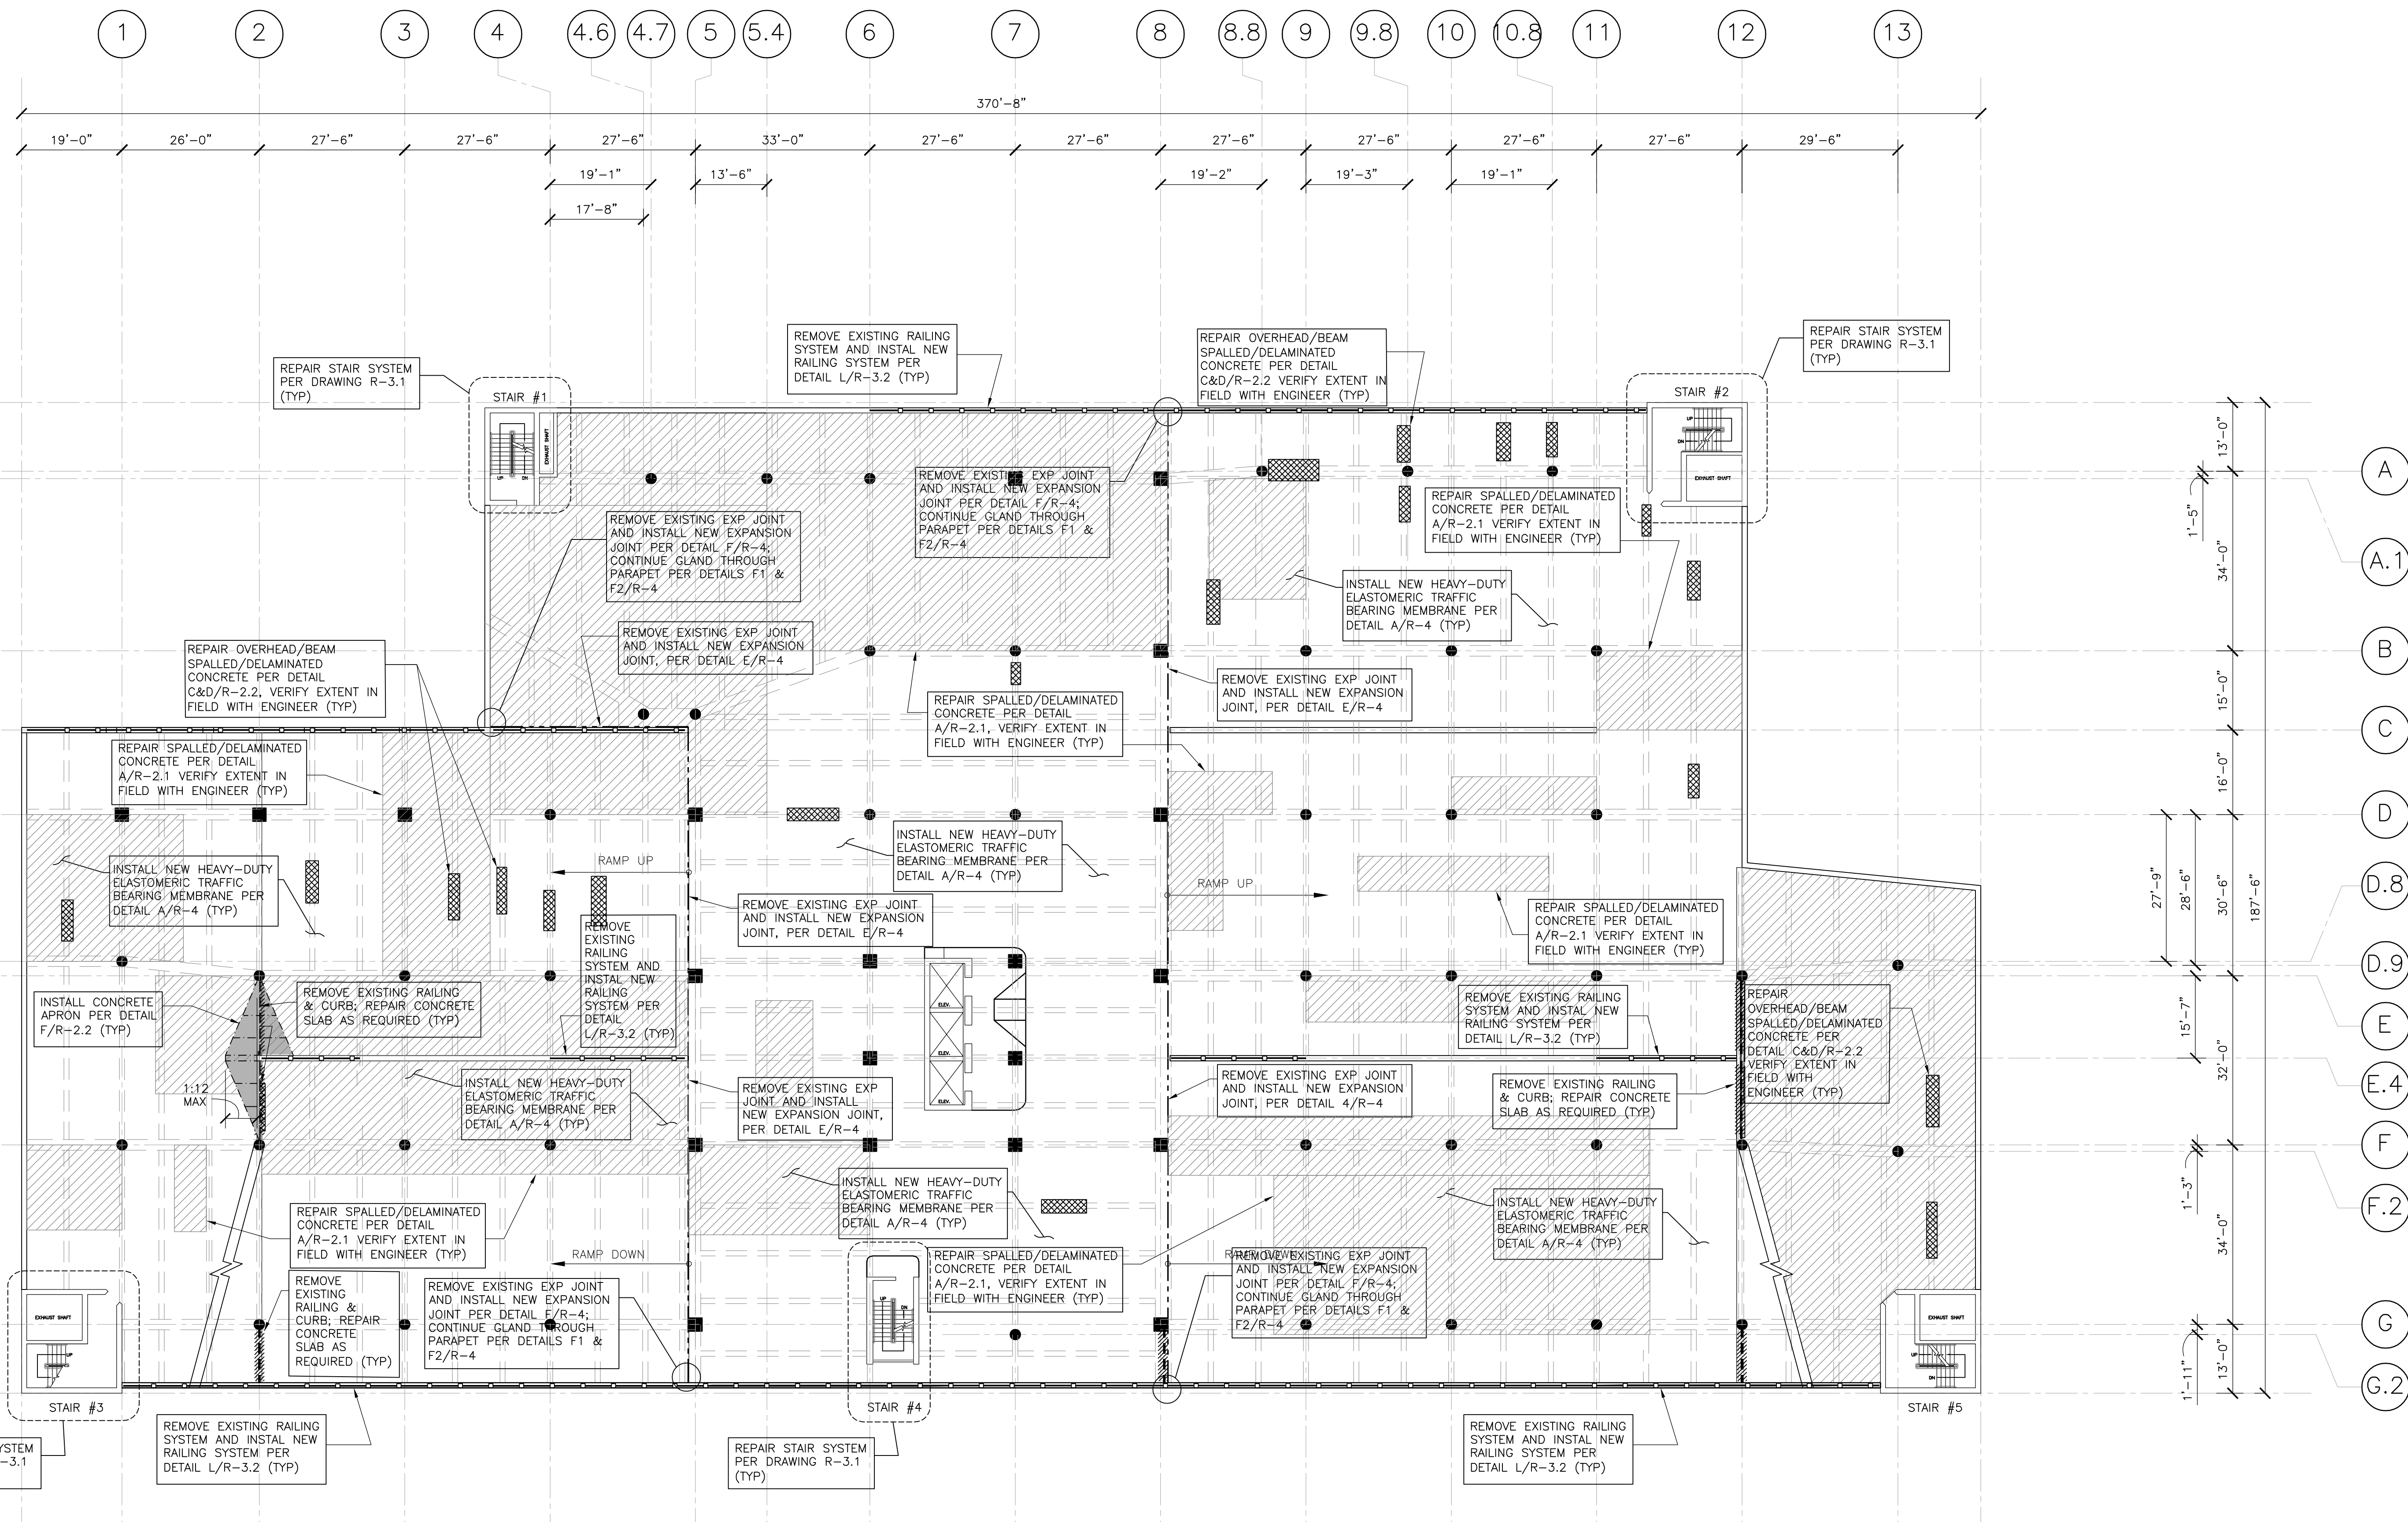 1 2 3 4 4.6 4.7 5 5.4 6 7 8 8.8 9 9.8 10 10.8 11 12 13
370'-8"
19'-0" 26'-0" 27'-6" 27'-6" 27'-6" 33'-0" 27'-6" 27'-6" 27'-6" 27'-6" 27'-6" 27'-6" 29'-6"
19'-1" 13'-6" 19'-2" 19'-3" 19'-1"
17'-8"
REPAIR STAIR SYSTEM
PER DRAWING R-3.1
(TYP)
STAIR #1
UP DN
EXHAUST SHAFT
REMOVE EXISTING RAILING
SYSTEM AND INSTAL NEW
RAILING SYSTEM PER
DETAIL L/R-3.2 (TYP)
REPAIR OVERHEAD/BEAM
SPALLED/DELAMINATED
CONCRETE PER DETAIL
C&D/R-2.2 VERIFY EXTENT IN
FIELD WITH ENGINEER (TYP)
REPAIR STAIR SYSTEM
PER DRAWING R-3.1
(TYP)
STAIR #2
UP
DN
EXHAUST SHAFT
REMOVE EXISTING EXP JOINT
AND INSTALL NEW EXPANSION
JOINT PER DETAIL F/R-4;
CONTINUE GLAND THROUGH
PARAPET PER DETAILS F1 &
F2/R-4
REMOVE EXISTING EXP JOINT
AND INSTALL NEW EXPANSION
JOINT PER DETAIL F/R-4;
CONTINUE GLAND THROUGH
PARAPET PER DETAILS F1 &
F2/R-4
REPAIR SPALLED/DELAMINATED
CONCRETE PER DETAIL
A/R-2.1 VERIFY EXTENT IN
FIELD WITH ENGINEER (TYP)
INSTALL NEW HEAVY-DUTY
ELASTOMERIC TRAFFIC
BEARING MEMBRANE PER
DETAIL A/R-4 (TYP)
REPAIR OVERHEAD/BEAM
SPALLED/DELAMINATED
CONCRETE PER DETAIL
C&D/R-2.2, VERIFY EXTENT IN
FIELD WITH ENGINEER (TYP)
REMOVE EXISTING EXP JOINT
AND INSTALL NEW EXPANSION
JOINT, PER DETAIL E/R-4
REPAIR SPALLED/DELAMINATED
CONCRETE PER DETAIL
A/R-2.1, VERIFY EXTENT IN
FIELD WITH ENGINEER (TYP)
REMOVE EXISTING EXP JOINT
AND INSTALL NEW EXPANSION
JOINT, PER DETAIL E/R-4
REPAIR SPALLED/DELAMINATED
CONCRETE PER DETAIL
A/R-2.1 VERIFY EXTENT IN
FIELD WITH ENGINEER (TYP)
INSTALL NEW HEAVY-DUTY
ELASTOMERIC TRAFFIC
BEARING MEMBRANE PER
DETAIL A/R-4 (TYP)
RAMP UP
INSTALL NEW HEAVY-DUTY
ELASTOMERIC TRAFFIC
BEARING MEMBRANE PER
DETAIL A/R-4 (TYP)
RAMP UP
REMOVE EXISTING EXP JOINT
AND INSTALL NEW EXPANSION
JOINT, PER DETAIL E/R-4
REPAIR SPALLED/DELAMINATED
CONCRETE PER DETAIL
A/R-2.1 VERIFY EXTENT IN
FIELD WITH ENGINEER (TYP)
REMOVE
EXISTING
RAILING
SYSTEM AND
INSTAL NEW
RAILING
SYSTEM PER
DETAIL
L/R-3.2 (TYP)
INSTALL CONCRETE
APRON PER DETAIL
F/R-2.2 (TYP)
REMOVE EXISTING RAILING
& CURB; REPAIR CONCRETE
SLAB AS REQUIRED (TYP)
ELEV.
ELEV.
ELEV.
REMOVE EXISTING RAILING
SYSTEM AND INSTAL NEW
RAILING SYSTEM PER
DETAIL L/R-3.2 (TYP)
REPAIR
OVERHEAD/BEAM
SPALLED/DELAMINATED
CONCRETE PER
DETAIL C&D/R-2.2
VERIFY EXTENT IN
FIELD WITH
ENGINEER (TYP)
1:12
MAX
INSTALL NEW HEAVY-DUTY
ELASTOMERIC TRAFFIC
BEARING MEMBRANE PER
DETAIL A/R-4 (TYP)
REMOVE EXISTING EXP
JOINT AND INSTALL
NEW EXPANSION JOINT,
PER DETAIL E/R-4
REMOVE EXISTING EXP JOINT
AND INSTALL NEW EXPANSION
JOINT, PER DETAIL 4/R-4
REMOVE EXISTING RAILING
& CURB; REPAIR CONCRETE
SLAB AS REQUIRED (TYP)
INSTALL NEW HEAVY-DUTY
ELASTOMERIC TRAFFIC
BEARING MEMBRANE PER
DETAIL A/R-4 (TYP)
INSTALL NEW HEAVY-DUTY
ELASTOMERIC TRAFFIC
BEARING MEMBRANE PER
DETAIL A/R-4 (TYP)
REPAIR SPALLED/DELAMINATED
CONCRETE PER DETAIL
A/R-2.1 VERIFY EXTENT IN
FIELD WITH ENGINEER (TYP)
RAMP DOWN
REPAIR SPALLED/DELAMINATED
CONCRETE PER DETAIL
A/R-2.1, VERIFY EXTENT IN
FIELD WITH ENGINEER (TYP)
RAMP DOWN
REMOVE EXISTING EXP JOINT
AND INSTALL NEW EXPANSION
JOINT PER DETAIL F/R-4;
CONTINUE GLAND THROUGH
PARAPET PER DETAILS F1 &
F2/R-4
REMOVE
EXISTING
RAILING &
CURB; REPAIR
CONCRETE
SLAB AS
REQUIRED (TYP)
REMOVE EXISTING EXP JOINT
AND INSTALL NEW EXPANSION
JOINT PER DETAIL F/R-4;
CONTINUE GLAND THROUGH
PARAPET PER DETAILS F1 &
F2/R-4
EXHAUST SHAFT
UP
STAIR #3
DN
UP
STAIR #4
EXHAUST SHAFT
UP
DN
STAIR #5
YSTEM
-3.1
REMOVE EXISTING RAILING
SYSTEM AND INSTAL NEW
RAILING SYSTEM PER
DETAIL L/R-3.2 (TYP)
REPAIR STAIR SYSTEM
PER DRAWING R-3.1
(TYP)
REMOVE EXISTING RAILING
SYSTEM AND INSTAL NEW
RAILING SYSTEM PER
DETAIL L/R-3.2 (TYP)
13'-0"
1'-5"
34'-0"
15'-0"
16'-0"
27'-9" 28'-6" 30'-6" 187'-6"
15'-7"
32'-0"
1'-3"
34'-0"
1'-11" 13'-0"
A
A.1
B
C
D
D.8
D.9
E
E.4
F
F.2
G
G.2